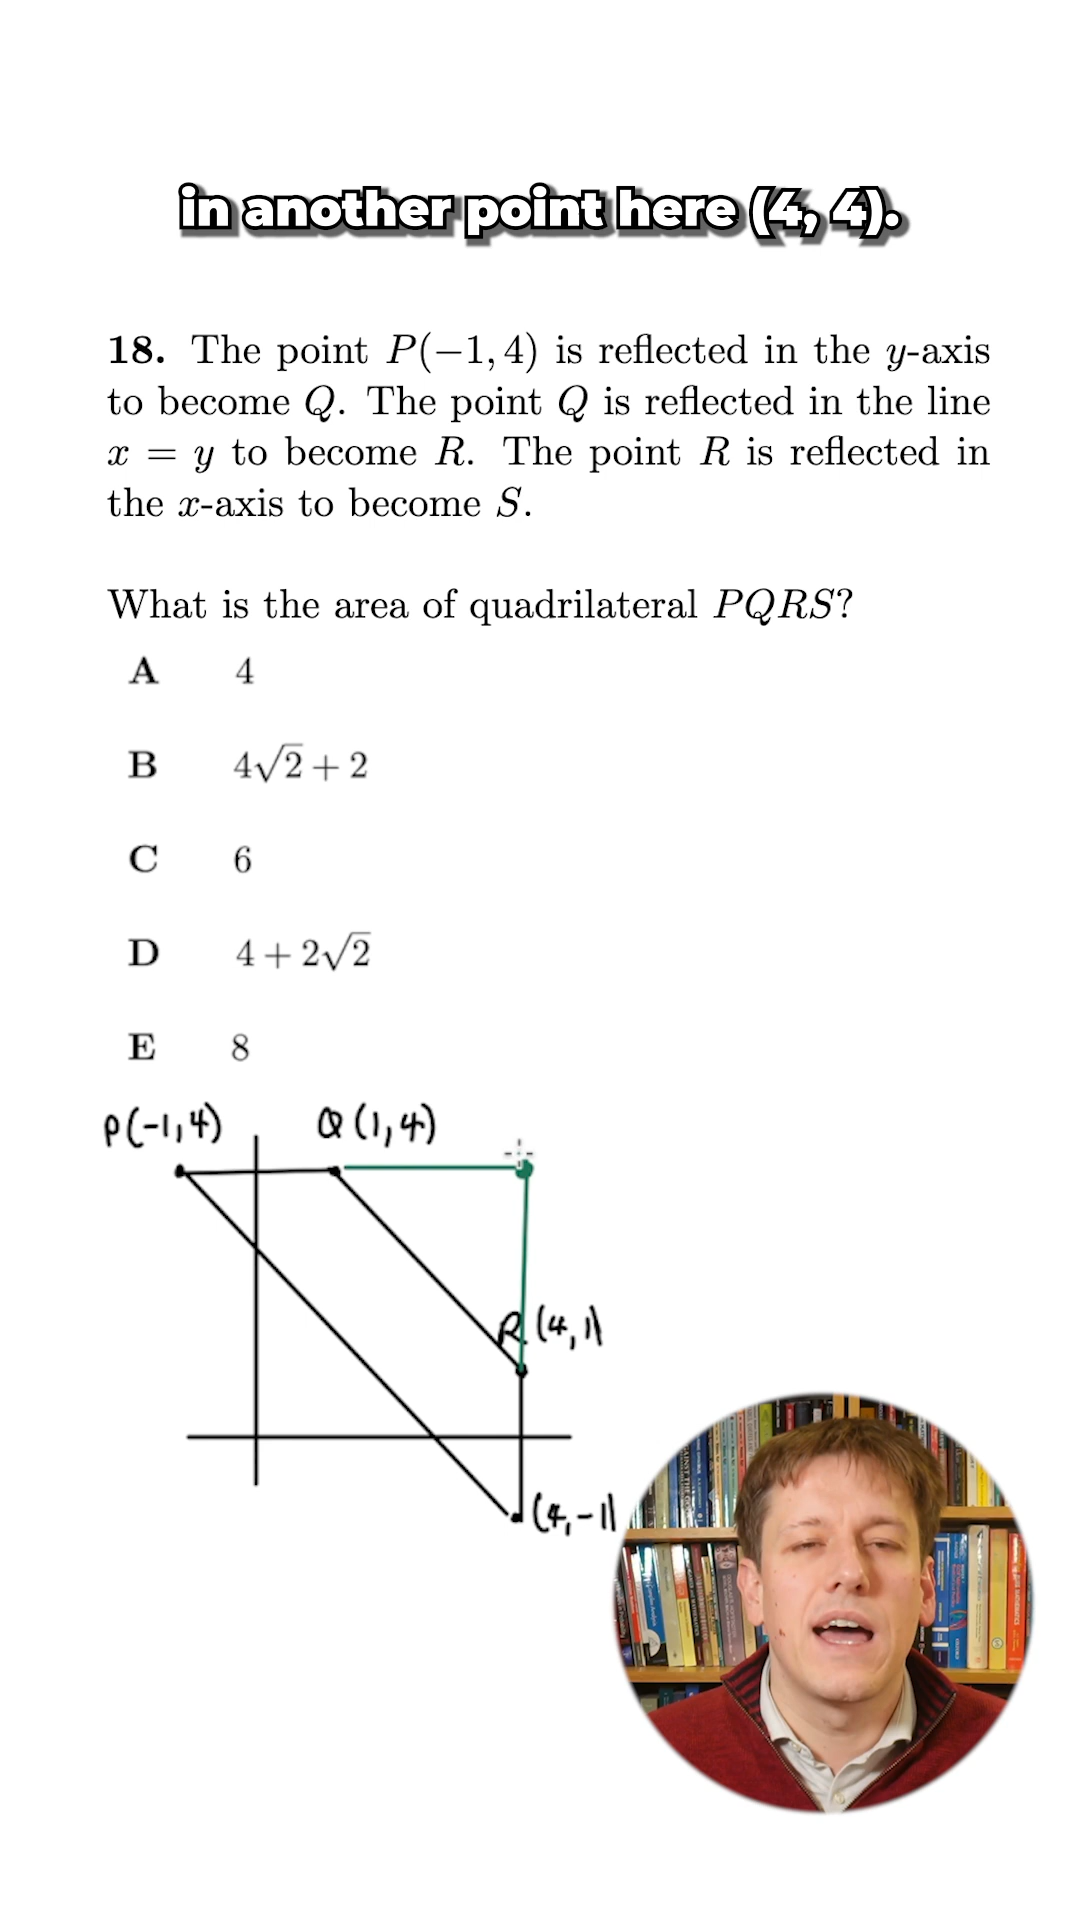 in another point here (4, 4).
18. The point P(−1, 4) is reflected in the y-axis
to become Q. The point Q is reflected in the line
x = y to become R. The point R is reflected in
the x-axis to become S.
What is the area of quadrilateral PQRS?
A 4
B 4√2 + 2
C 6
D 4 + 2√2
E 8
P(-1,4) Q(1,4)
R (4,1)
(4,-1)